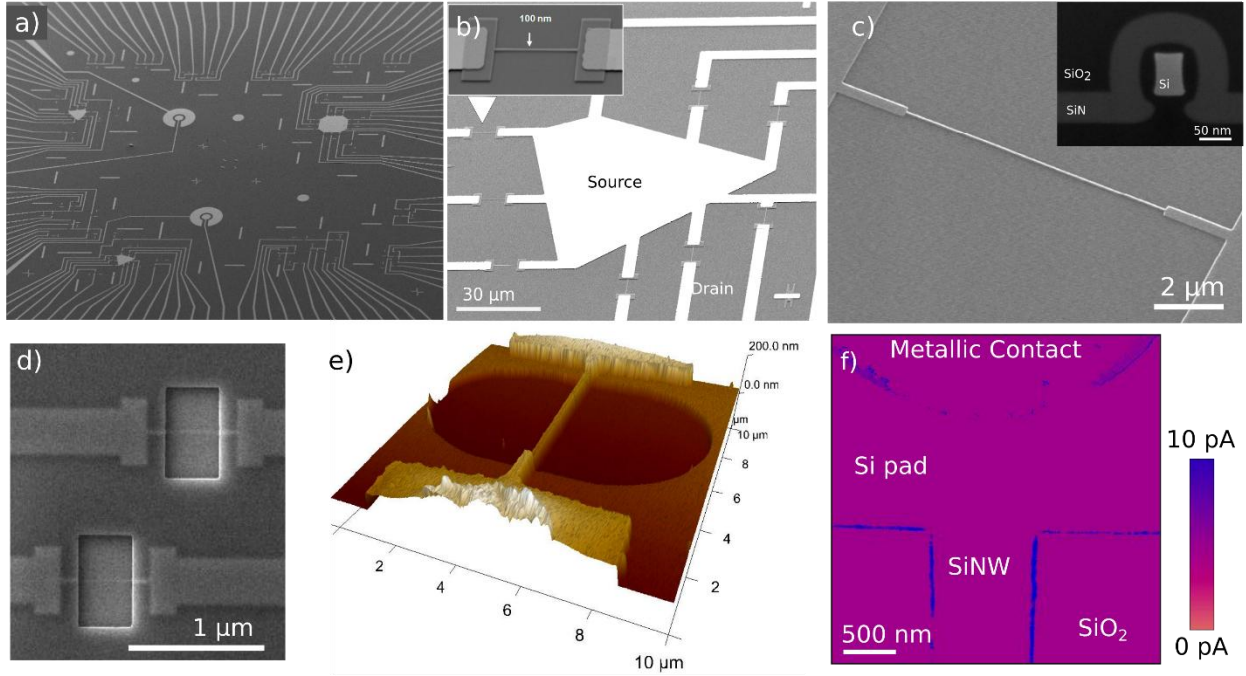 a)
b)
100 nm
Source
Drain
30 μm
c)
SiO2
SiN
Si
50 nm
2 μm
d)
1 μm
e)
200.0 nm
0.0 nm
μm
10 μm
8
6
4
2
2
4
6
8
10 μm
f)
Metallic Contact
Si pad
SiNW
SiO2
500 nm
10 pA
0 pA